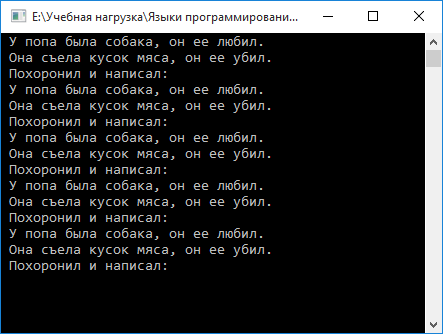 E:\Учебная нагрузка\Языки программировани...
У попа была собака, он ее любил.
Она съела кусок мяса, он ее убил.
Похоронил и написал:
У попа была собака, он ее любил.
Она съела кусок мяса, он ее убил.
Похоронил и написал:
У попа была собака, он ее любил.
Она съела кусок мяса, он ее убил.
Похоронил и написал:
У попа была собака, он ее любил.
Она съела кусок мяса, он ее убил.
Похоронил и написал:
У попа была собака, он ее любил.
Она съела кусок мяса, он ее убил.
Похоронил и написал: